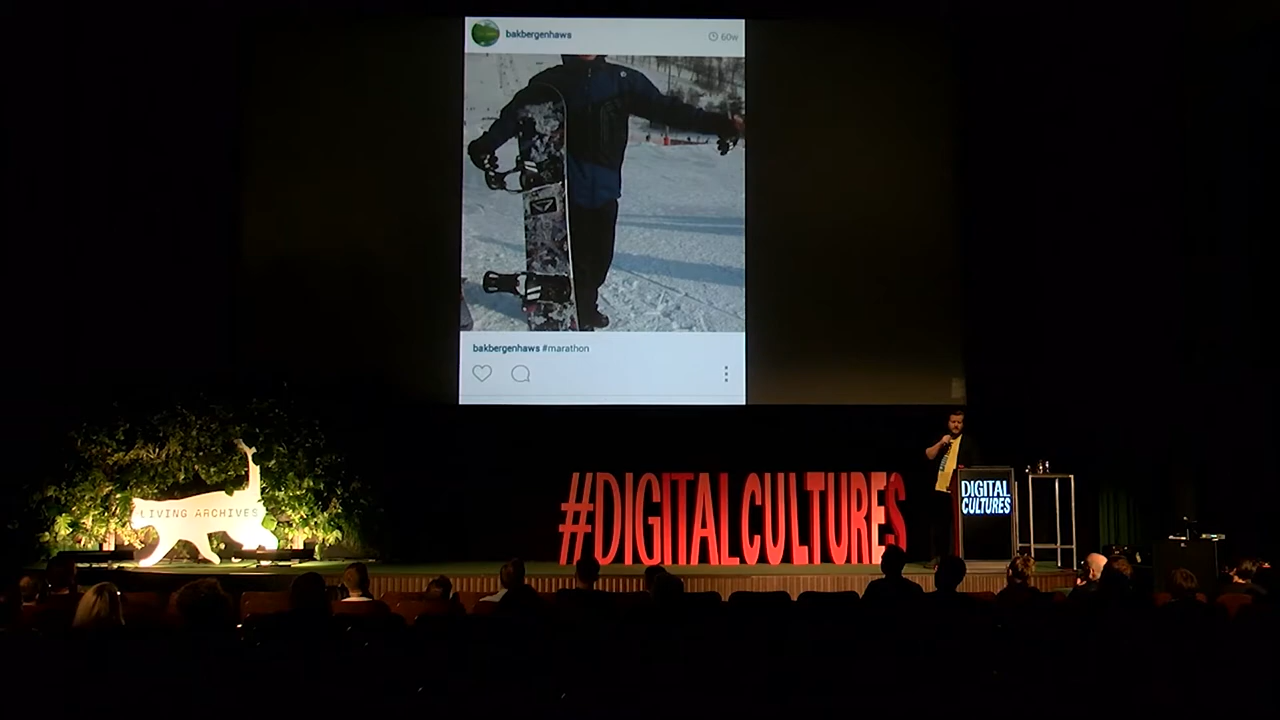 bakbergenhaws
60w
bakbergenhaws #marathon
LIVING ARCHIVES
#DIGITALCULTURES
DIGITAL
CULTURES